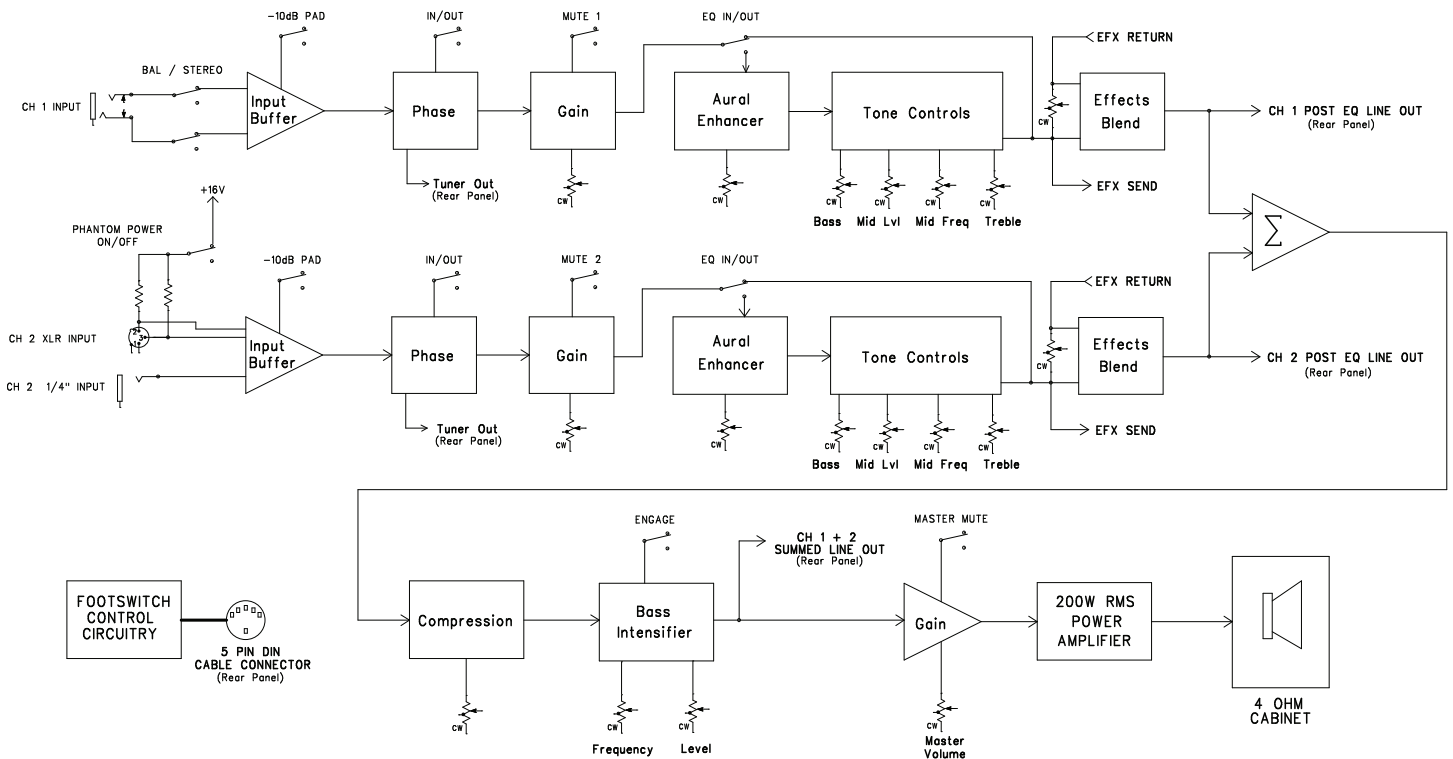 -10dB PAD
IN/OUT
MUTE 1
EQ IN/OUT
EFX RETURN
BAL / STEREO
CH 1 INPUT
Input
Buffer
Phase
Gain
Aural
Enhancer
Tone Controls
Effects
Blend
CH 1 POST EQ LINE OUT
(Rear Panel)
CW
Tuner Out
(Rear Panel)
CW
CW
CW
CW
CW
CW
Bass
Mid Lvl
Mid Freq
Treble
EFX SEND
+16V
PHANTOM POWER
ON/OFF
Σ
-10dB PAD
IN/OUT
MUTE 2
EQ IN/OUT
EFX RETURN
CH 2 XLR INPUT
2
3
1
CH 2 1/4" INPUT
Input
Buffer
Phase
Gain
Aural
Enhancer
Tone Controls
Effects
Blend
CH 2 POST EQ LINE OUT
(Rear Panel)
CW
Tuner Out
(Rear Panel)
CW
CW
CW
CW
CW
CW
Bass
Mid Lvl
Mid Freq
Treble
EFX SEND
ENGAGE
CH 1 + 2
SUMMED LINE OUT
(Rear Panel)
MASTER MUTE
FOOTSWITCH
CONTROL
CIRCUITRY
5 PIN DIN
CABLE CONNECTOR
(Rear Panel)
Compression
Bass
Intensifier
Gain
200W RMS
POWER
AMPLIFIER
4 OHM
CABINET
CW
CW
CW
CW
Frequency
Level
Master
Volume